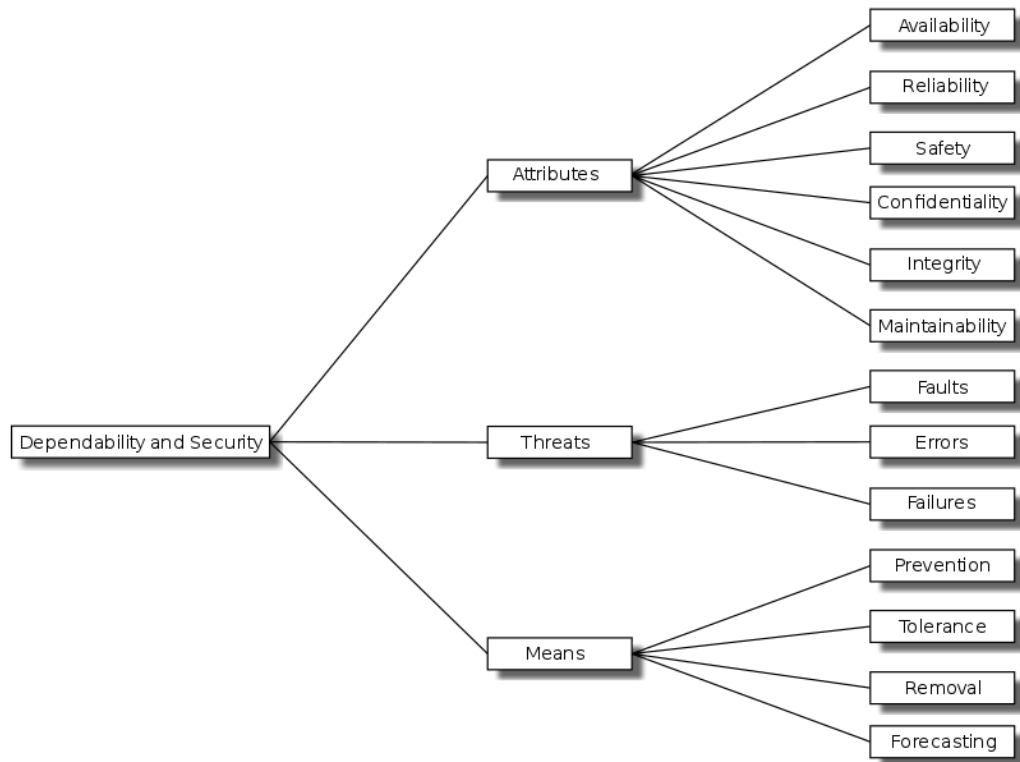 Availability
Reliability
Safety
Attributes
Confidentiality
Integrity
Maintainability
Faults
Dependability and Security
Threats
Errors
Failures
Prevention
Tolerance
Means
Removal
Forecasting